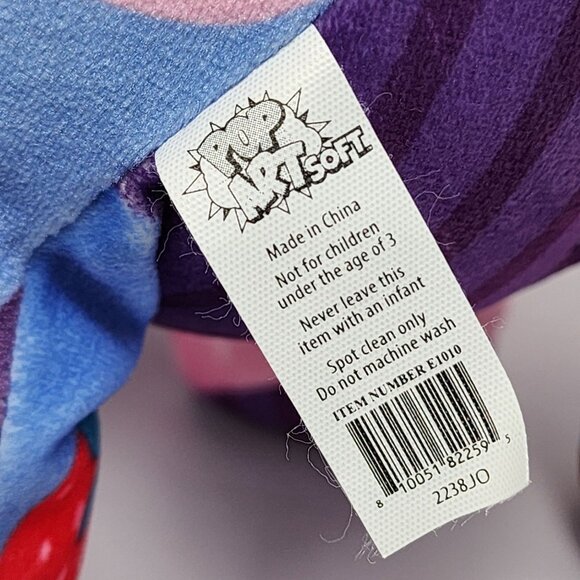 POP
ART SOFT
Made in China
Not for children
under the age of 3
Never leave this
item with an infant
Spot clean only
Do not machine wash
ITEM NUMBER E1010
8 10051 82259 5
2238JO